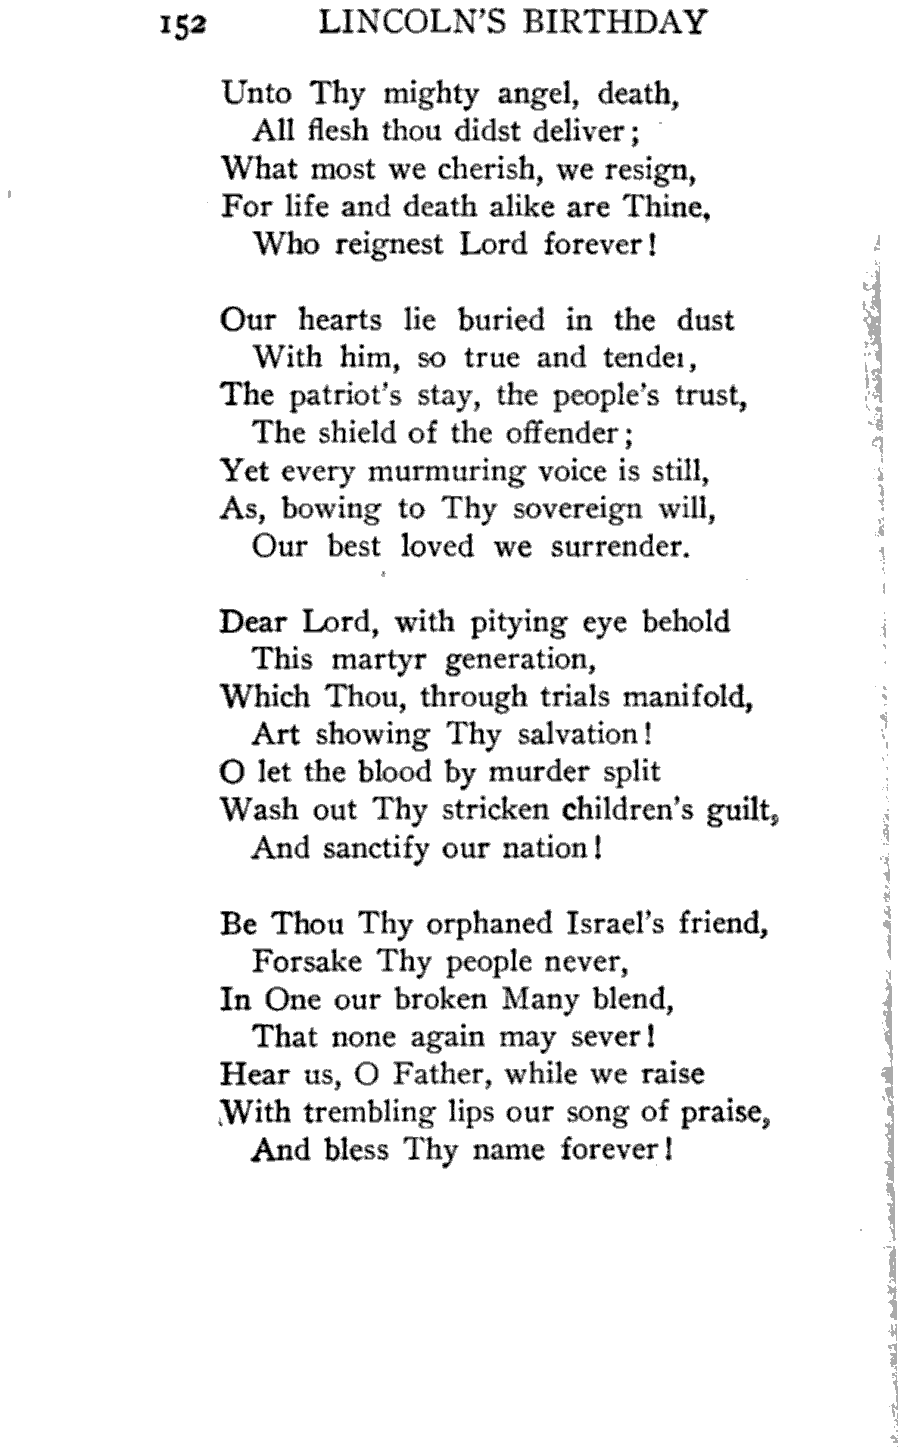 152 LINCOLN'S BIRTHDAY
Unto Thy mighty angel, death,
All flesh thou didst deliver;
What most we cherish, we resign,
For life and death alike are Thine,
Who reignest Lord forever!
Our hearts lie buried in the dust
With him, so true and tender,
The patriot's stay, the people's trust,
The shield of the offender;
Yet every murmuring voice is still,
As, bowing to Thy sovereign will,
Our best loved we surrender.
Dear Lord, with pitying eye behold
This martyr generation,
Which Thou, through trials manifold,
Art showing Thy salvation!
O let the blood by murder split
Wash out Thy stricken children's guilt,
And sanctify our nation!
Be Thou Thy orphaned Israel's friend,
Forsake Thy people never,
In One our broken Many blend,
That none again may sever!
Hear us, O Father, while we raise
With trembling lips our song of praise,
And bless Thy name forever!